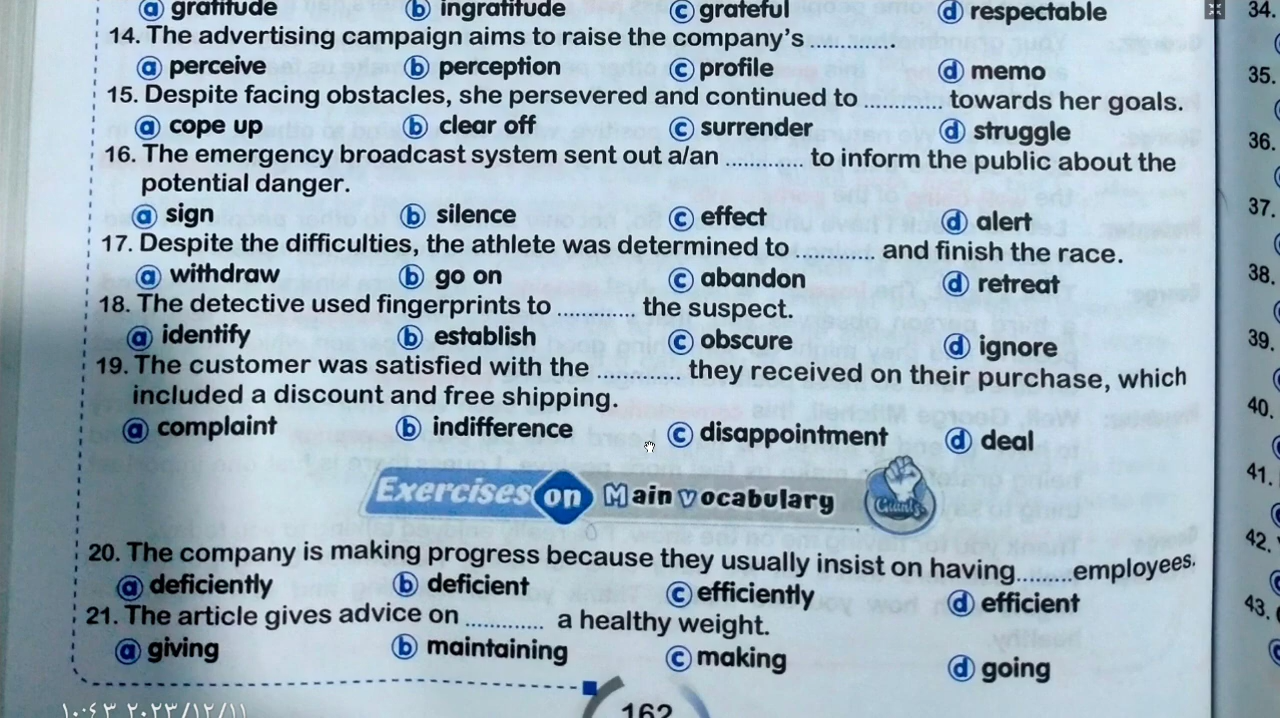 ⓐ gratitude ⓑ ingratitude ⓒ grateful ⓓ respectable
14. The advertising campaign aims to raise the company's ............ .
ⓐ perceive ⓑ perception ⓒ profile ⓓ memo
15. Despite facing obstacles, she persevered and continued to ............ towards her goals.
ⓐ cope up ⓑ clear off ⓒ surrender ⓓ struggle
16. The emergency broadcast system sent out a/an ............ to inform the public about the
potential danger.
ⓐ sign ⓑ silence ⓒ effect ⓓ alert
17. Despite the difficulties, the athlete was determined to ............ and finish the race.
ⓐ withdraw ⓑ go on ⓒ abandon ⓓ retreat
18. The detective used fingerprints to ............ the suspect.
ⓐ identify ⓑ establish ⓒ obscure ⓓ ignore
19. The customer was satisfied with the ............ they received on their purchase, which
included a discount and free shipping.
ⓐ complaint ⓑ indifference ⓒ disappointment ⓓ deal
Exercises on Main Vocabulary
Giants
20. The company is making progress because they usually insist on having ........ employees.
ⓐ deficiently ⓑ deficient ⓒ efficiently ⓓ efficient
21. The article gives advice on ............ a healthy weight.
ⓐ giving ⓑ maintaining ⓒ making ⓓ going
162
34.
35.
36.
37.
38.
39.
40.
41.
42.
43.
١٠:٤٣ ٢٠٢٣/١٢/١١